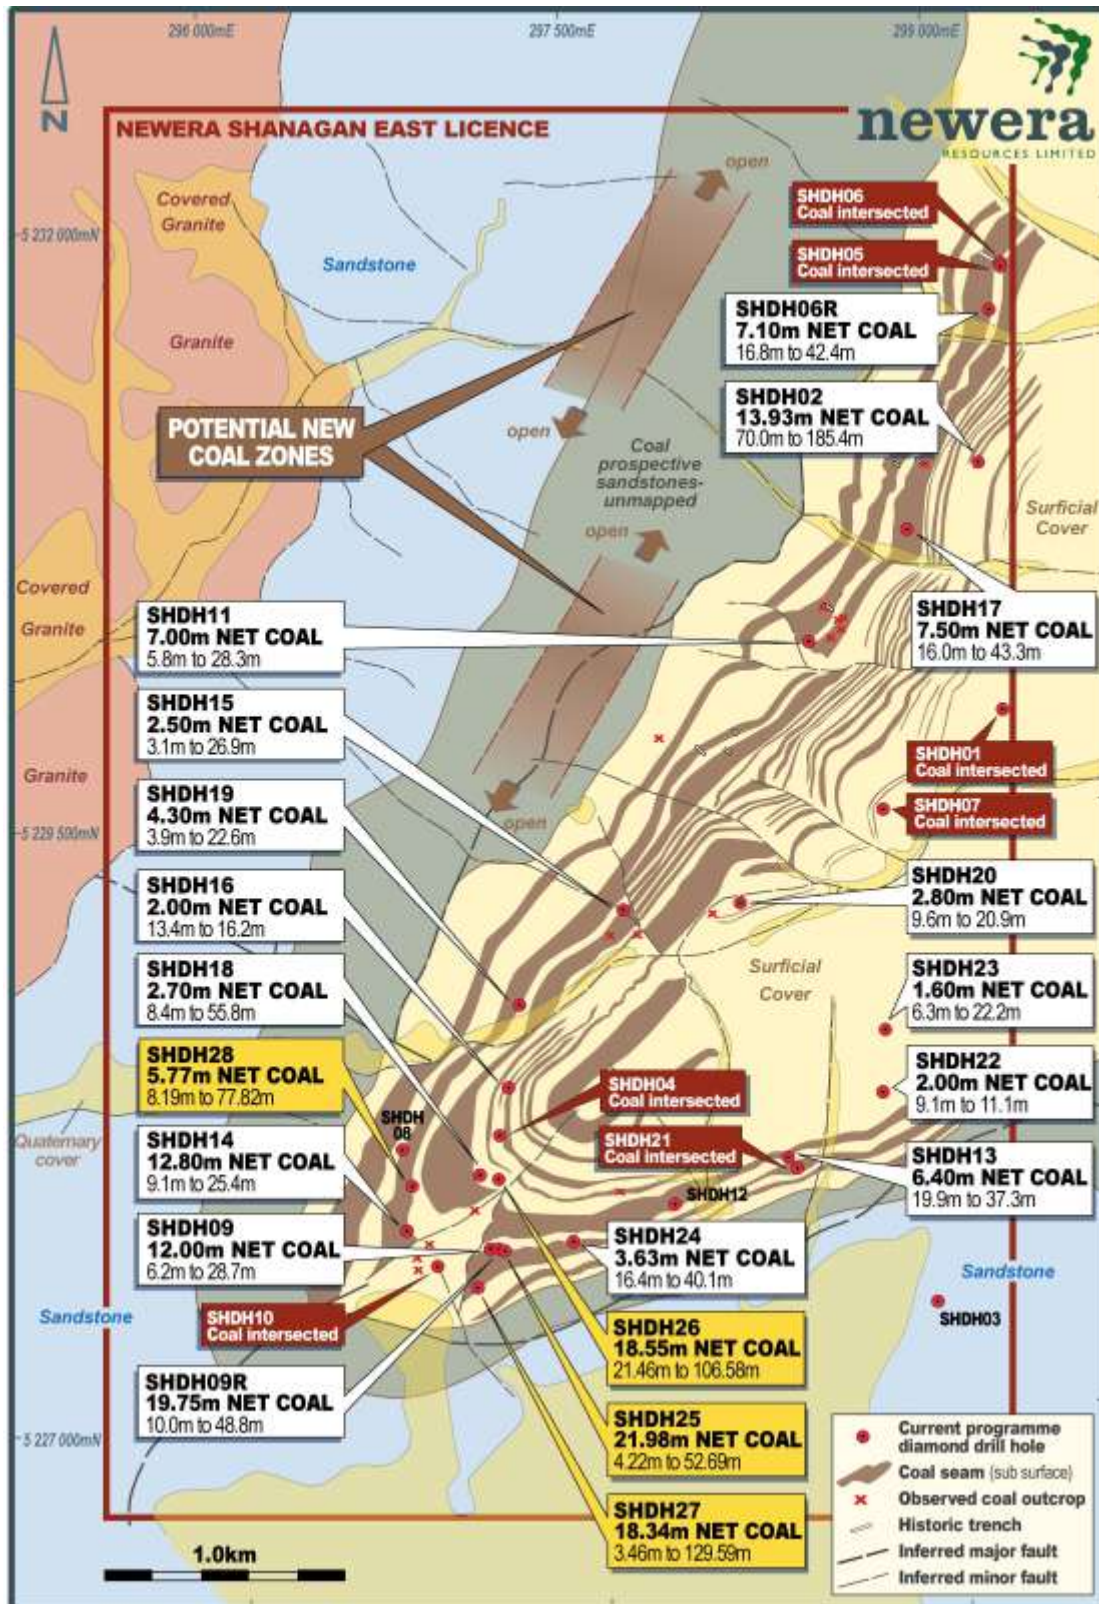 296 000mE
297 500mE
299 000mE
N
NEWERA SHANAGAN EAST LICENCE
newera
RESOURCES LIMITED
open
Covered
Granite
SHDH06
Coal intersected
5 232 000mN
Sandstone
SHDH05
Coal intersected
Granite
SHDH06R
7.10m NET COAL
16.8m to 42.4m
SHDH02
13.93m NET COAL
70.0m to 185.4m
POTENTIAL NEW
COAL ZONES
open
Coal
prospective
sandstones-
unmapped
Surficial
Cover
open
Covered
Granite
SHDH11
7.00m NET COAL
5.8m to 28.3m
SHDH17
7.50m NET COAL
16.0m to 43.3m
SHDH15
2.50m NET COAL
3.1m to 26.9m
SHDH01
Coal intersected
Granite
SHDH19
4.30m NET COAL
3.9m to 22.6m
SHDH07
Coal intersected
open
5 229 500mN
SHDH16
2.00m NET COAL
13.4m to 16.2m
SHDH20
2.80m NET COAL
9.6m to 20.9m
SHDH18
2.70m NET COAL
8.4m to 55.8m
Surficial
Cover
SHDH23
1.60m NET COAL
6.3m to 22.2m
SHDH28
5.77m NET COAL
8.19m to 77.82m
SHDH04
Coal intersected
SHDH22
2.00m NET COAL
9.1m to 11.1m
Quaternary
cover
SHDH
08
SHDH14
12.80m NET COAL
9.1m to 25.4m
SHDH21
Coal intersected
SHDH13
6.40m NET COAL
19.9m to 37.3m
SHDH12
SHDH09
12.00m NET COAL
6.2m to 28.7m
SHDH24
3.63m NET COAL
16.4m to 40.1m
Sandstone
Sandstone
SHDH10
Coal intersected
SHDH03
SHDH26
18.55m NET COAL
21.46m to 106.58m
SHDH09R
19.75m NET COAL
10.0m to 48.8m
SHDH25
21.98m NET COAL
4.22m to 52.69m
5 227 000mN
SHDH27
18.34m NET COAL
3.46m to 129.59m
1.0km
Current programme
diamond drill hole
Coal seam (sub surface)
Observed coal outcrop
Historic trench
Inferred major fault
Inferred minor fault